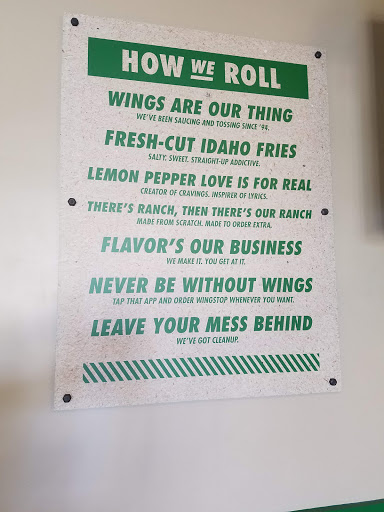 HOW WE ROLL
WINGS ARE OUR THING
WE'VE BEEN SAUCING AND TOSSING SINCE '94.
FRESH-CUT IDAHO FRIES
SALTY. SWEET. STRAIGHT-UP ADDICTIVE.
LEMON PEPPER LOVE IS FOR REAL
CREATOR OF CRAVINGS. INSPIRER OF LYRICS.
THERE'S RANCH, THEN THERE'S OUR RANCH
MADE FROM SCRATCH. MADE TO ORDER EXTRA.
FLAVOR'S OUR BUSINESS
WE MAKE IT. YOU GET AT IT.
NEVER BE WITHOUT WINGS
TAP THAT APP AND ORDER WINGSTOP WHENEVER YOU WANT.
LEAVE YOUR MESS BEHIND
WE'VE GOT CLEANUP.